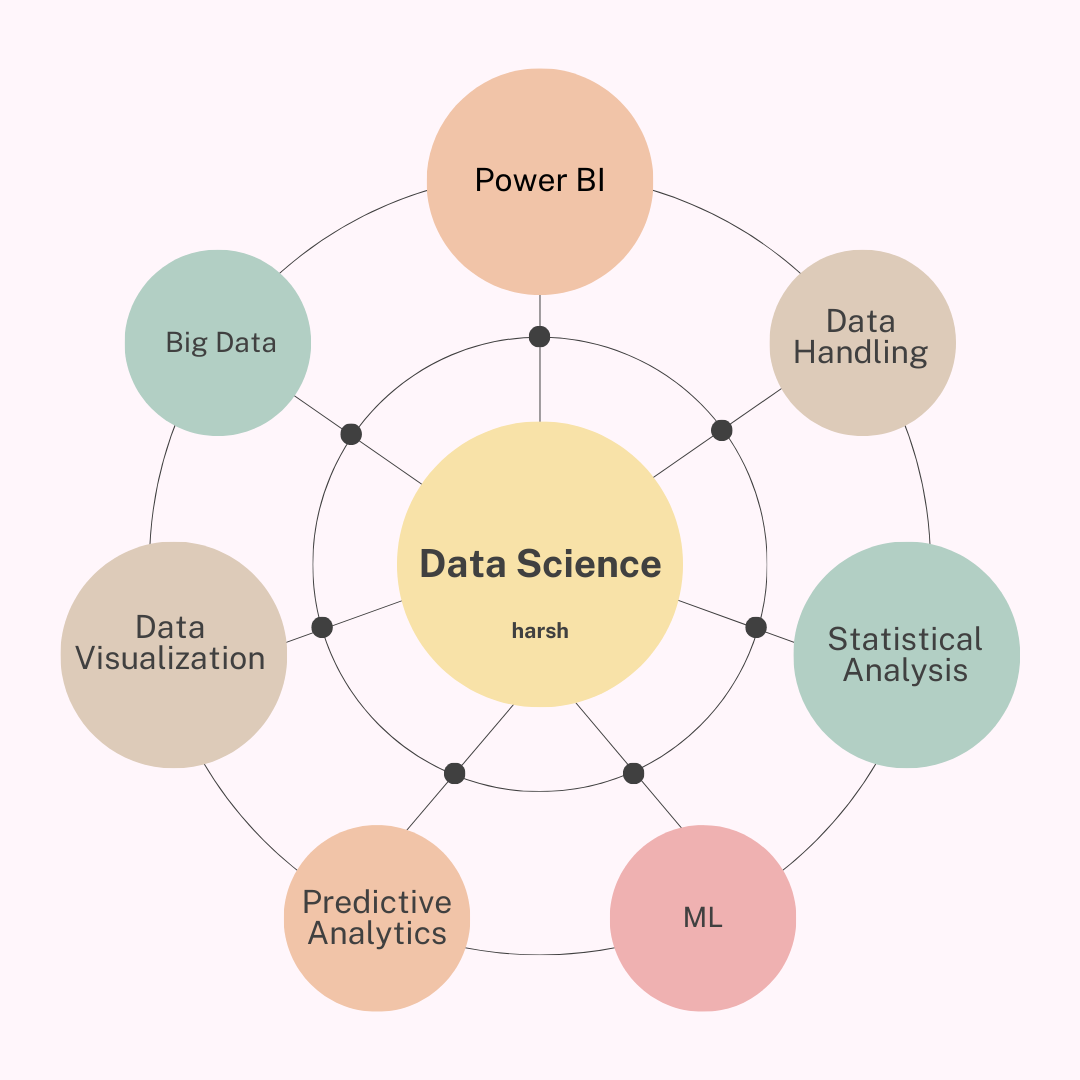 Power BI
Big Data
Data
Handling
Data Science
harsh
Data
Visualization
Statistical
Analysis
Predictive
Analytics
ML